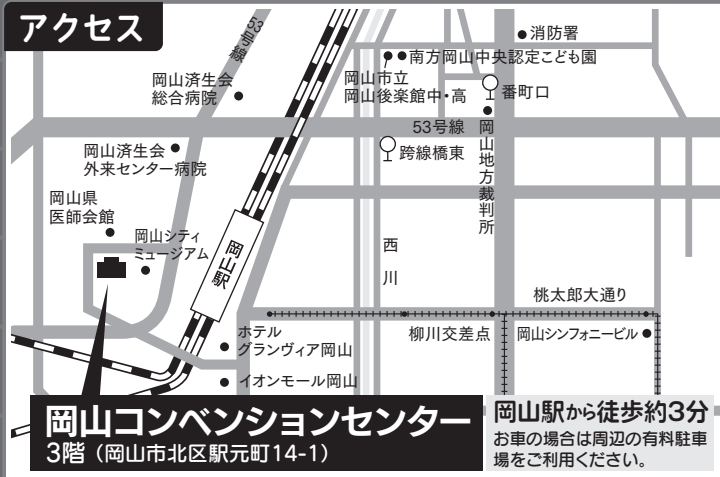 アクセス
53号線
消防署
南方岡山中央認定こども園
岡山市立
岡山後楽館中・高
番町口
岡山済生会
総合病院
53号線
岡山地方裁判所
跨線橋東
岡山済生会
外来センター病院
岡山県
医師会館
岡山シティ
ミュージアム
岡山駅
西川
桃太郎大通り
柳川交差点
岡山シンフォニービル
ホテル
グランヴィア岡山
イオンモール岡山
岡山コンベンションセンター
3階（岡山市北区駅元町14-1）
岡山駅から徒歩約3分
お車の場合は周辺の有料駐車
場をご利用ください。